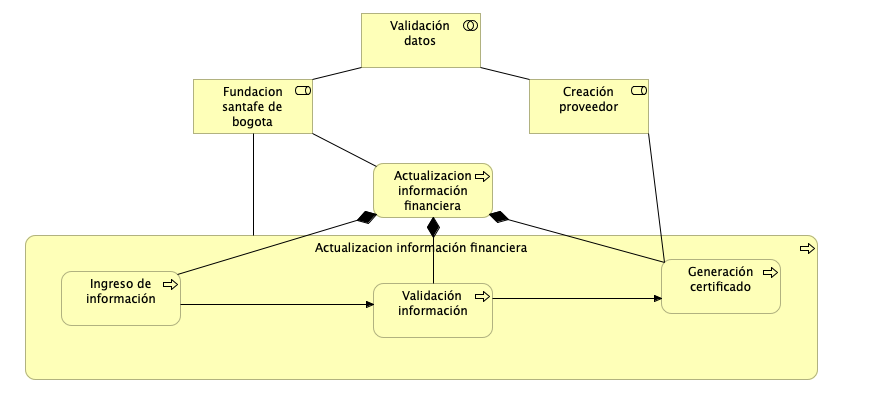 Validación
datos
Fundacion
santafe de
bogota
Creación
proveedor
Actualizacion
información
financiera
Actualizacion información financiera
Ingreso de
información
Validación
información
Generación
certificado